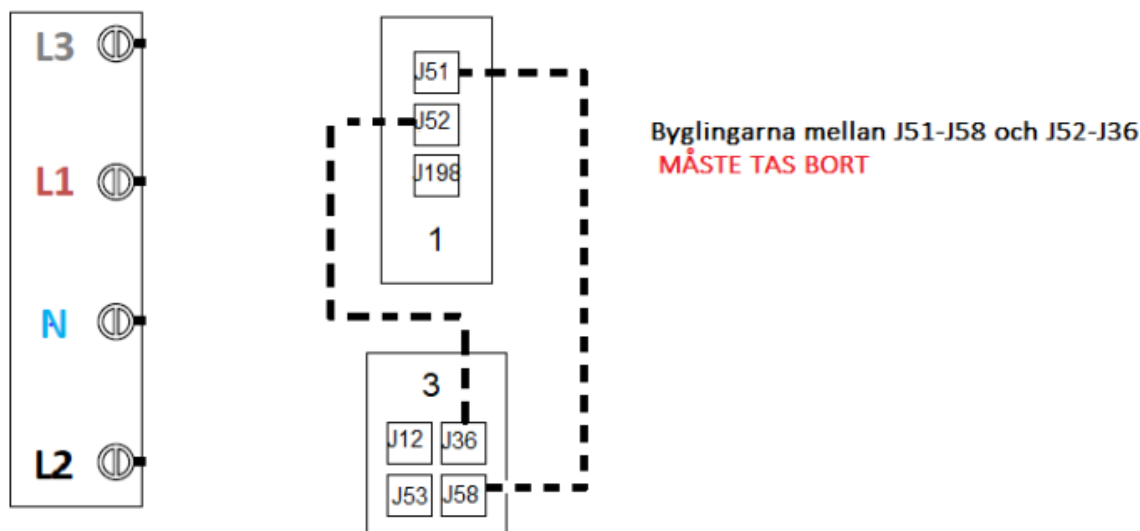 L3
L1
N
L2
J51
J52
J198
1
3
J12 J36
J53 J58
Byglingarna mellan J51-J58 och J52-J36
MÅSTE TAS BORT